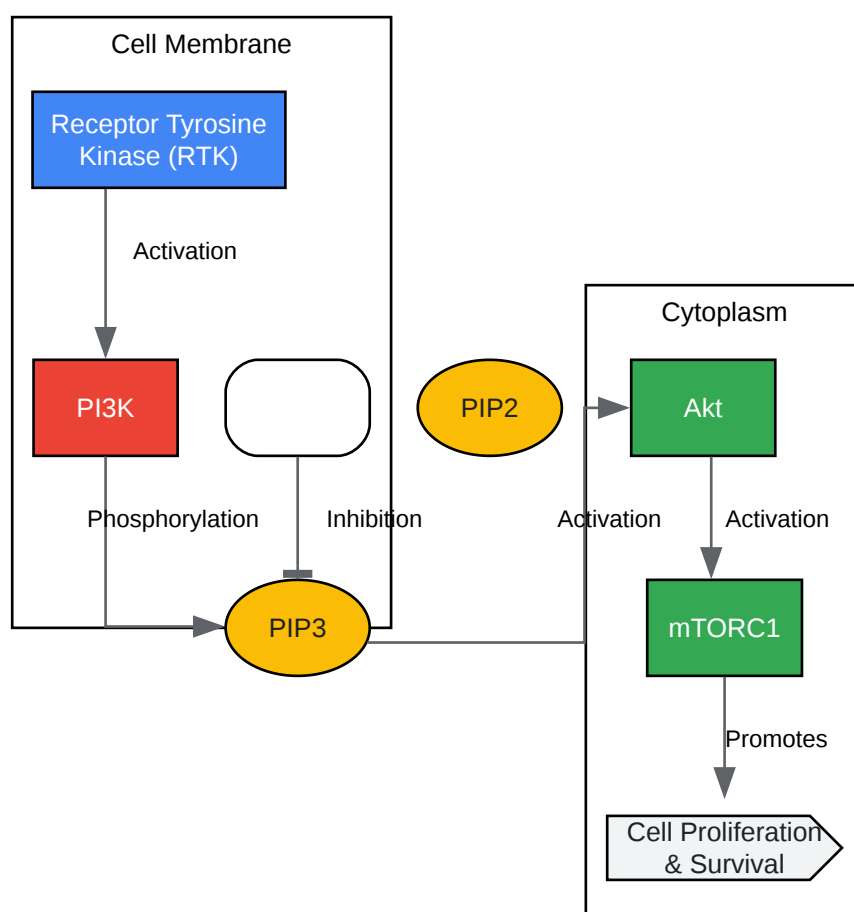 Cell Membrane
Receptor Tyrosine
Kinase (RTK)
Activation
PI3K
PIP2
Cytoplasm
Akt
Phosphorylation
Inhibition
Activation
Activation
PIP3
mTORC1
Promotes
Cell Proliferation
& Survival